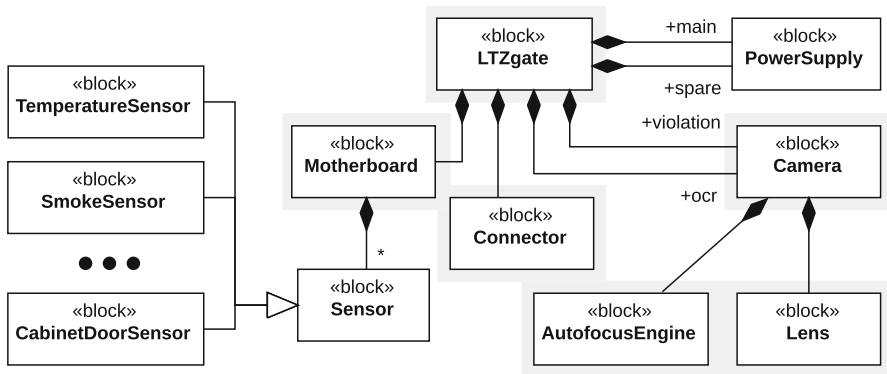 «block»
LTZgate
+main
«block»
PowerSupply
+spare
«block»
TemperatureSensor
+violation
«block»
Motherboard
«block»
Camera
«block»
SmokeSensor
+ocr
«block»
Connector
*
«block»
Sensor
«block»
CabinetDoorSensor
«block»
AutofocusEngine
«block»
Lens